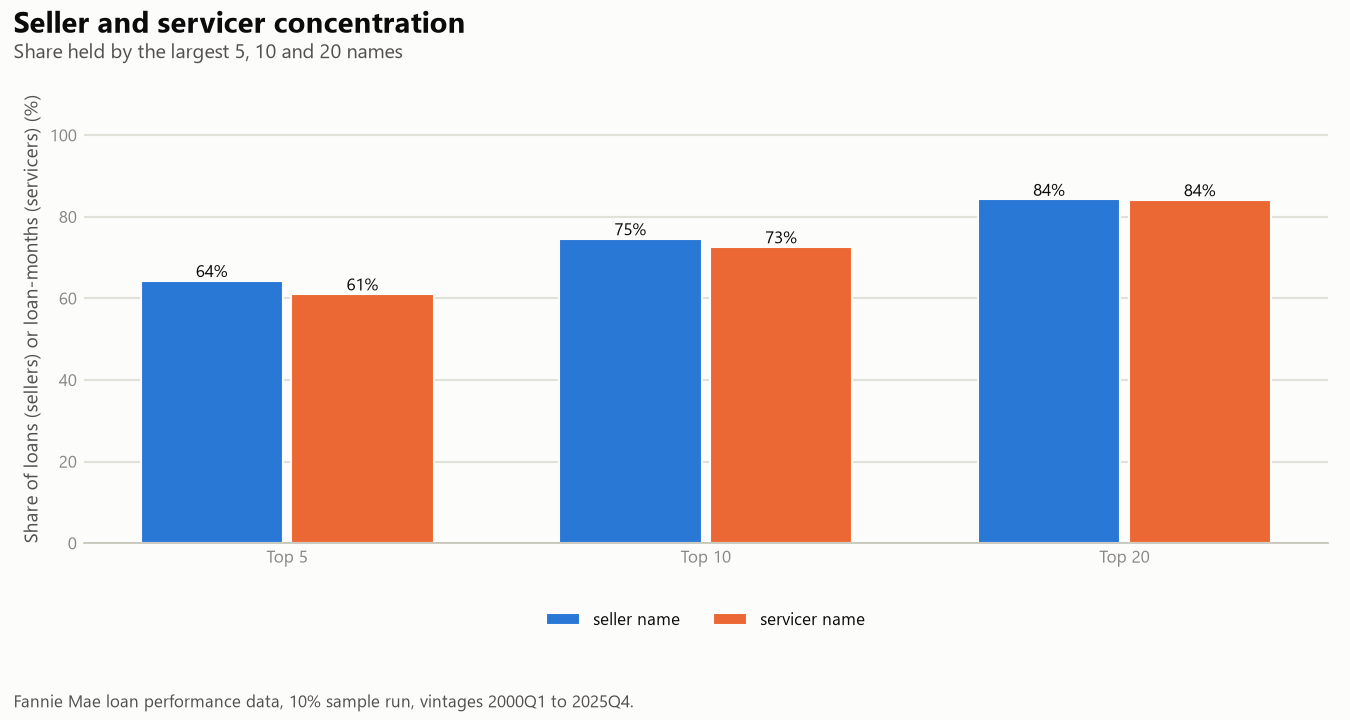 Seller and servicer concentration
Share held by the largest 5, 10 and 20 names
Share of loans (sellers) or loan-months (servicers) (%)
100
80
60
40
20
0
64%
61%
75%
73%
84%
84%
Top 5
Top 10
Top 20
seller name
servicer name
Fannie Mae loan performance data, 10% sample run, vintages 2000Q1 to 2025Q4.